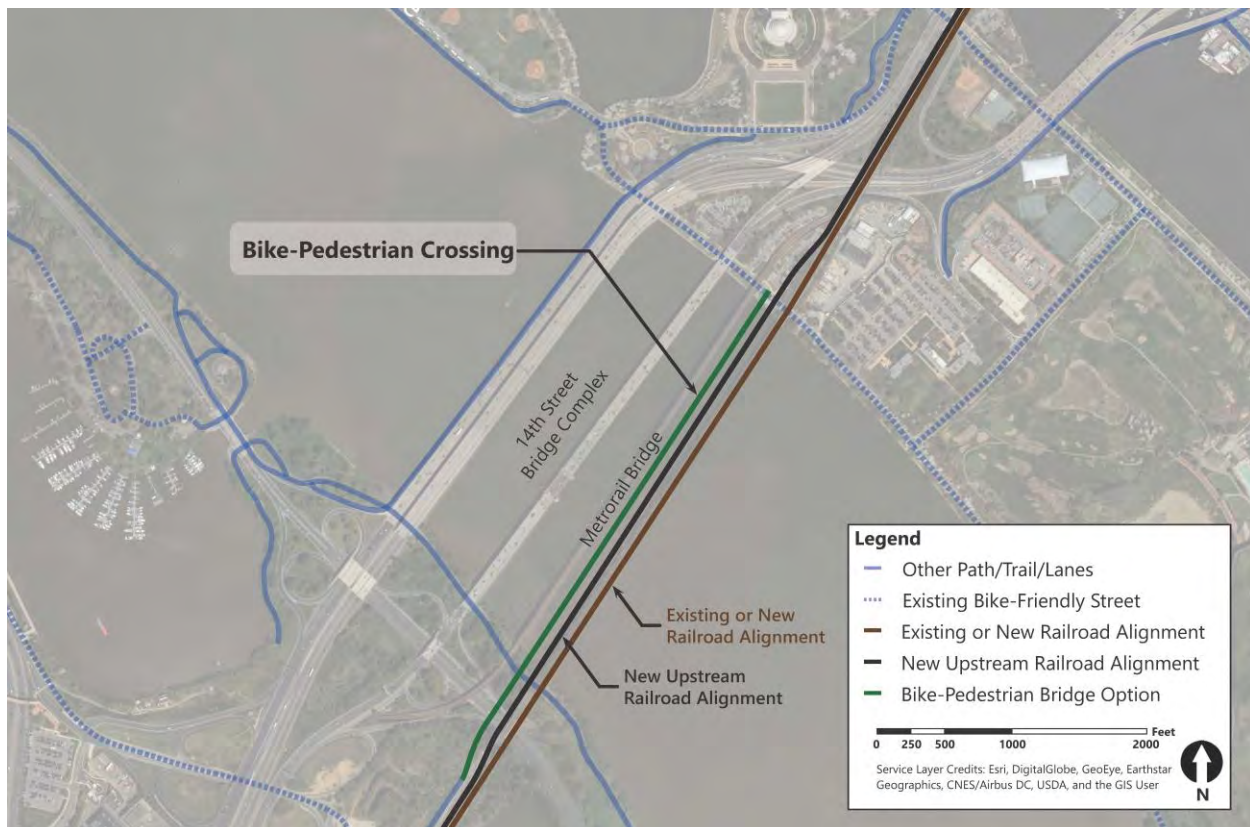 Bike-Pedestrian Crossing
14th Street
Bridge Complex
Metrorail Bridge
Existing or New
Railroad Alignment
New Upstream
Railroad Alignment
Legend
Other Path/Trail/Lanes
Existing Bike-Friendly Street
Existing or New Railroad Alignment
New Upstream Railroad Alignment
Bike-Pedestrian Bridge Option
Feet
0 250 500 1000 2000
Service Layer Credits: Esri, DigitalGlobe, GeoEye, Earthstar
Geographics, CNES/Airbus DC, USDA, and the GIS User
N